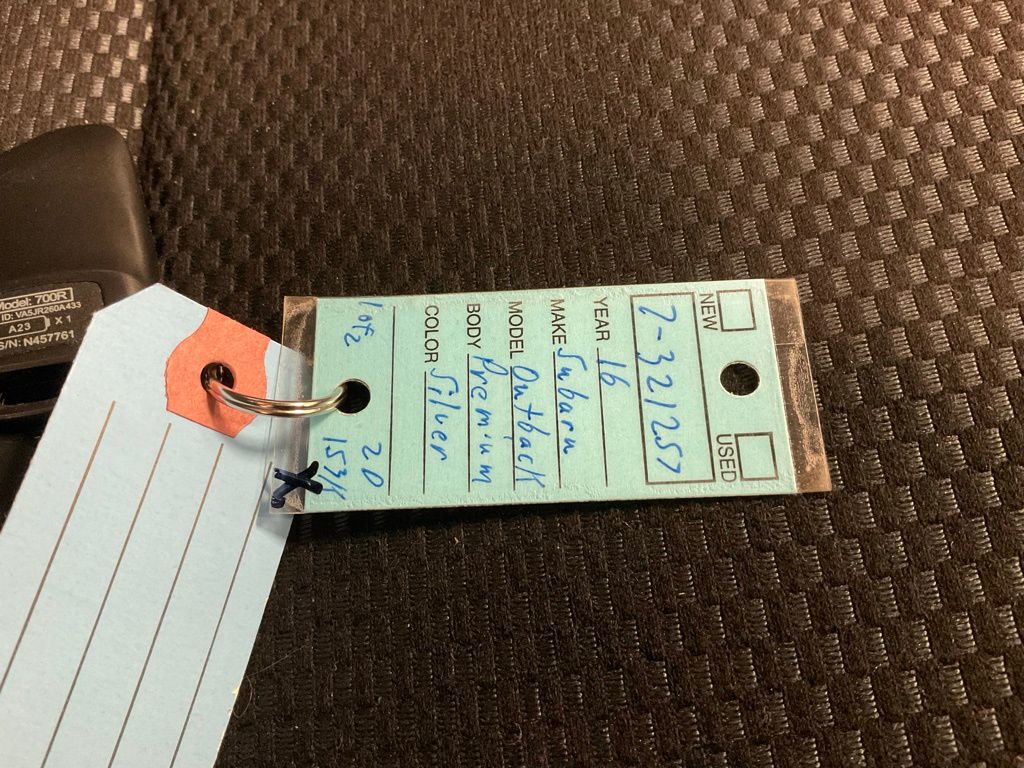 NEW USED
7-321257
YEAR 16
MAKE Subaru
MODEL Outback
BODY Premium
COLOR Silver
1 of 2 20
153K
X
Model: 700R
ID: VA5JR260A433
A23 x 1
S/N: N457761